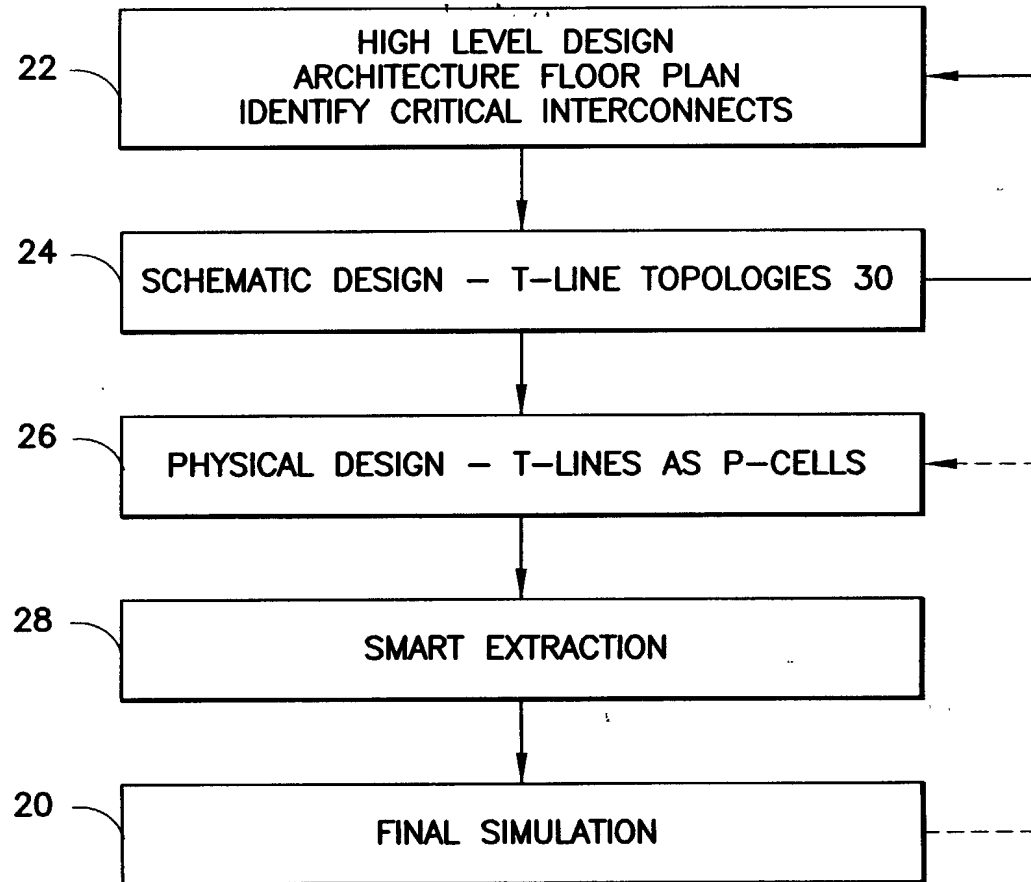 22
HIGH LEVEL DESIGN
ARCHITECTURE FLOOR PLAN
IDENTIFY CRITICAL INTERCONNECTS
24
SCHEMATIC DESIGN – T–LINE TOPOLOGIES 30
26
PHYSICAL DESIGN – T–LINES AS P–CELLS
28
SMART EXTRACTION
20
FINAL SIMULATION